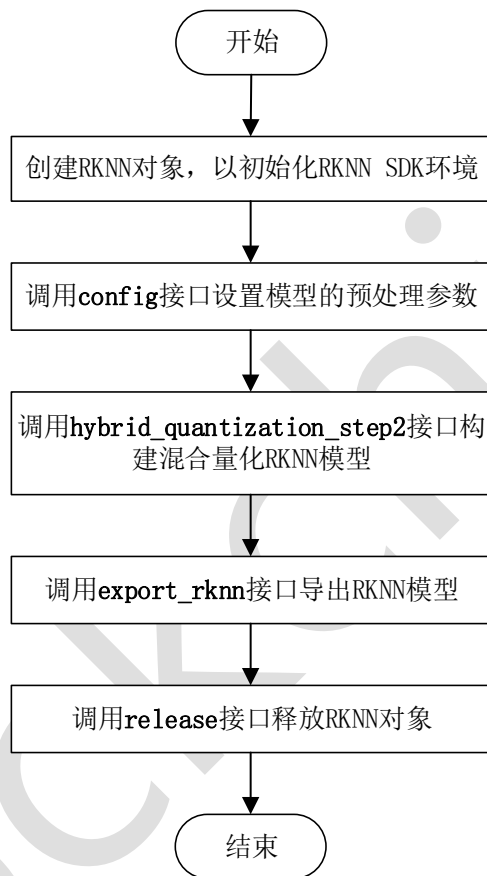 开始
创建RKNN对象，以初始化RKNN SDK环境
调用config接口设置模型的预处理参数
调用hybrid_quantization_step2接口构
建混合量化RKNN模型
调用export_rknn接口导出RKNN模型
调用release接口释放RKNN对象
结束